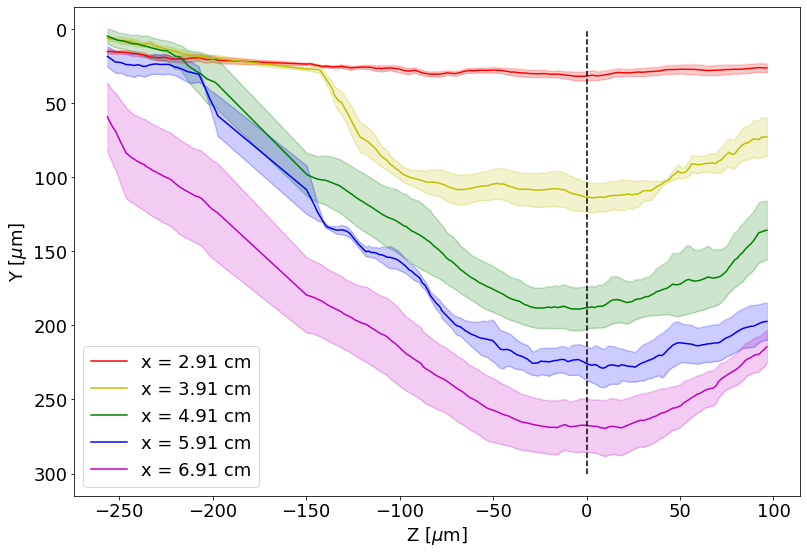 0
50
100
150
200
250
300
Y [μm]
x = 2.91 cm
x = 3.91 cm
x = 4.91 cm
x = 5.91 cm
x = 6.91 cm
−250 −200 −150 −100 −50 0 50 100
Z [μm]